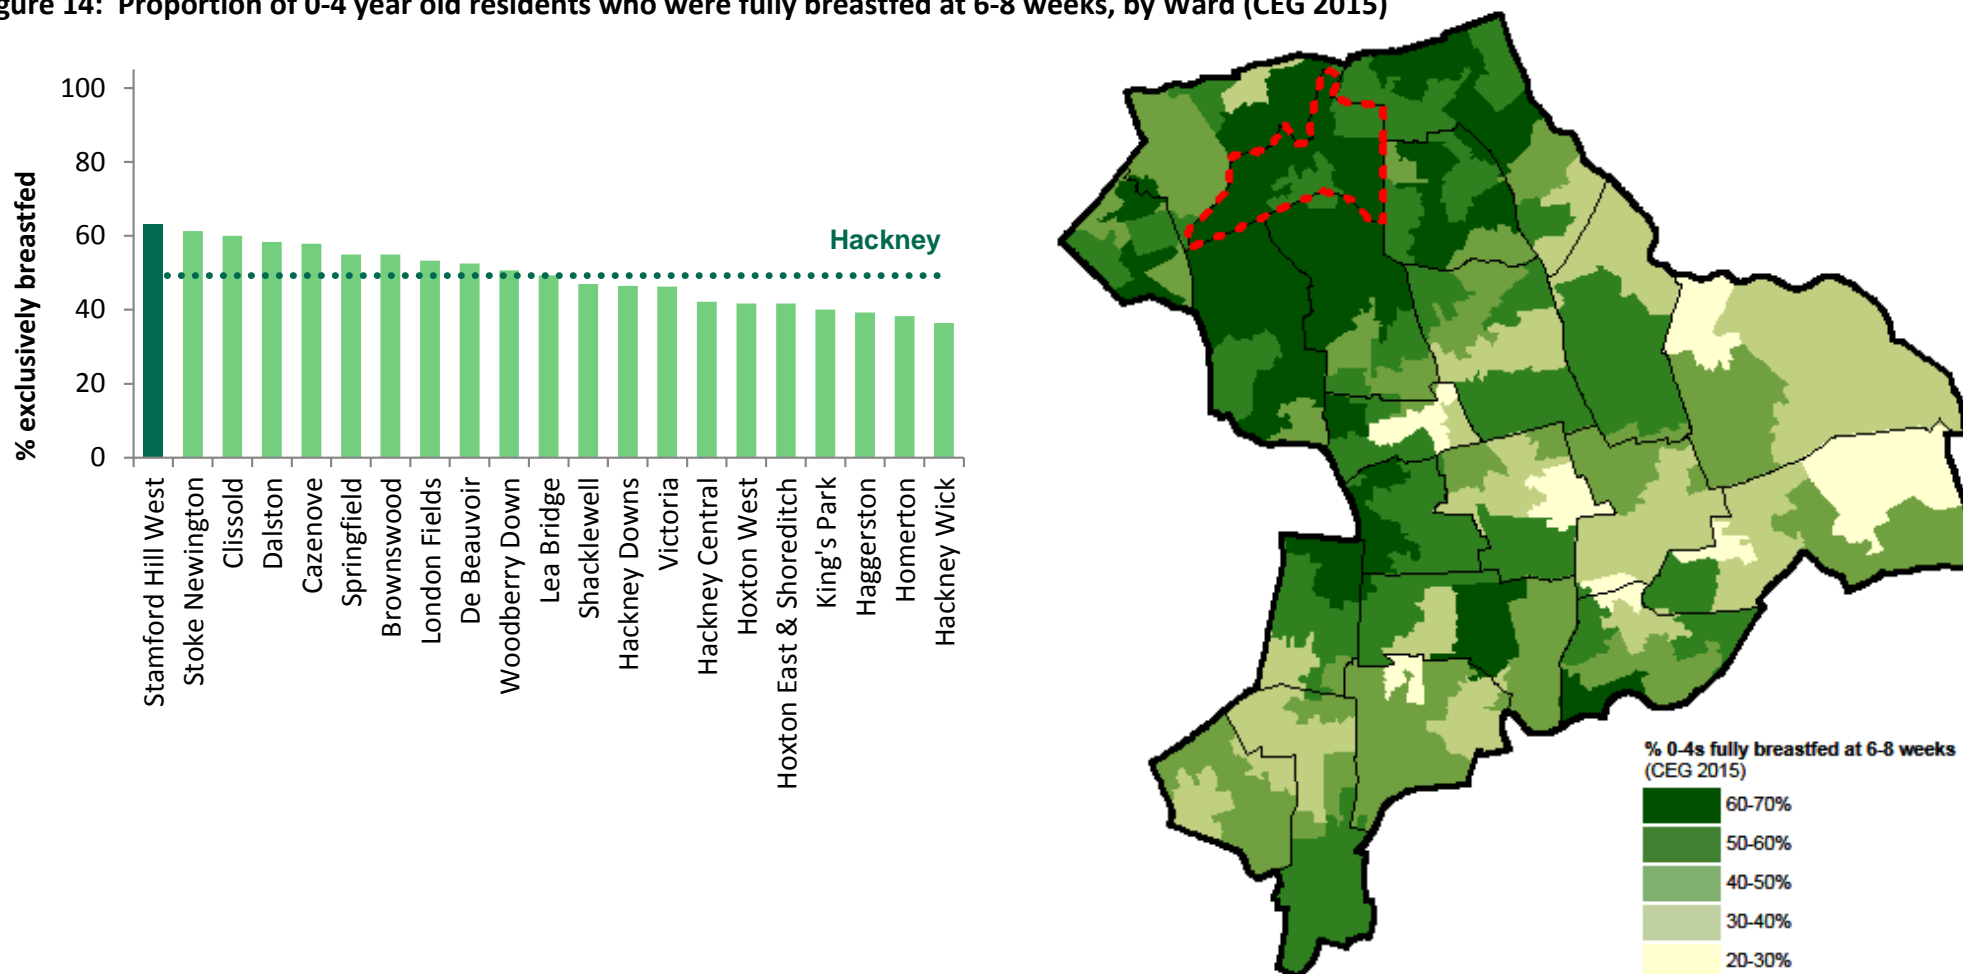 gure 14: Proportion of 0-4 year old residents who were fully breastfed at 6-8 weeks, by Ward (CEG 2015)
% exclusively breastfed
100
80
60
40
20
0
Hackney
Stamford Hill West
Stoke Newington
Clissold
Dalston
Cazenove
Springfield
Brownswood
London Fields
De Beauvoir
Woodberry Down
Lea Bridge
Shacklewell
Hackney Downs
Victoria
Hackney Central
Hoxton West
Hoxton East & Shoreditch
King's Park
Haggerston
Homerton
Hackney Wick
% 0-4s fully breastfed at 6-8 weeks
(CEG 2015)
60-70%
50-60%
40-50%
30-40%
20-30%